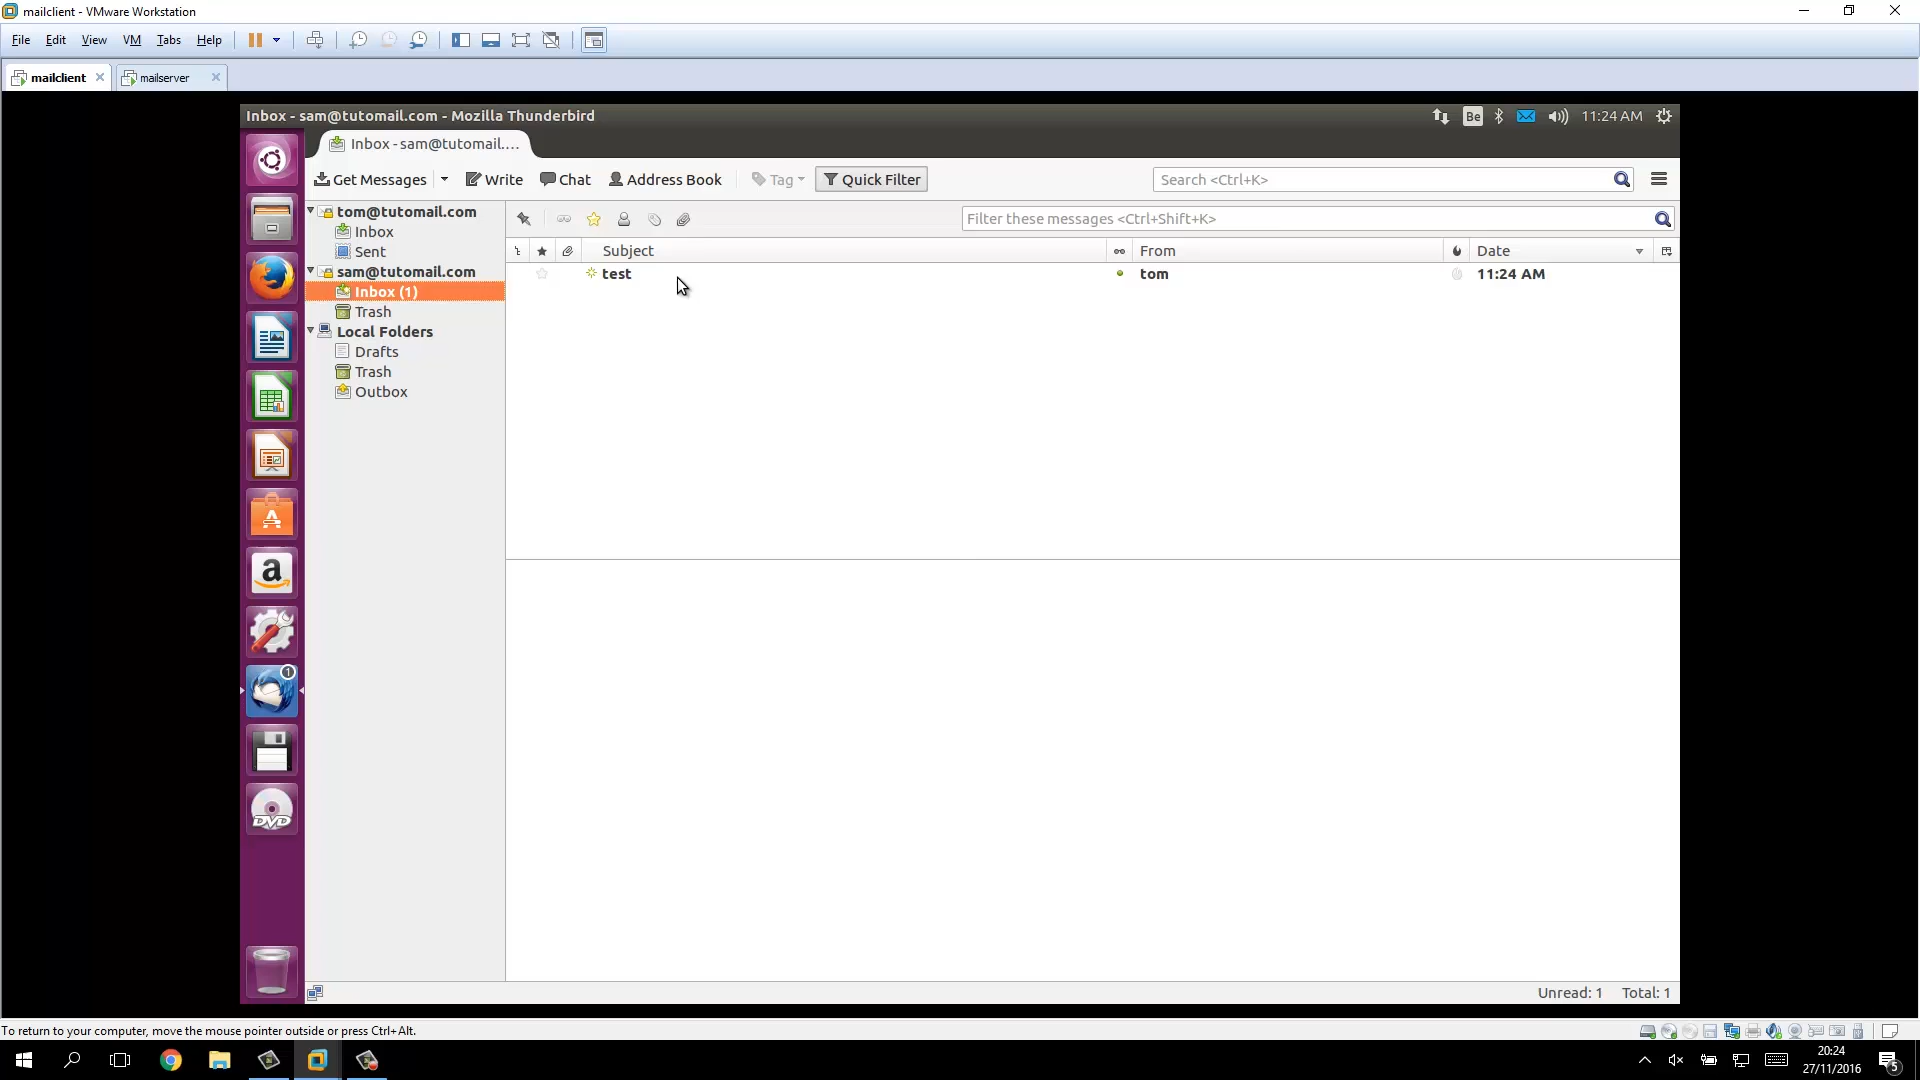 mailclient - VMware Workstation
File Edit View VM Tabs Help
mailclient mailserver
Inbox - sam@tutomail.com - Mozilla Thunderbird Be 11:24 AM
Inbox - sam@tutomail....
Get Messages Write Chat Address Book Tag Quick Filter Search <Ctrl+K>
tom@tutomail.com
Inbox
Sent
sam@tutomail.com
Inbox (1)
Trash
Local Folders
Drafts
Trash
Outbox
Filter these messages <Ctrl+Shift+K>
Subject From Date
test tom 11:24 AM
a
1
DVD
Unread: 1 Total: 1
To return to your computer, move the mouse pointer outside or press Ctrl+Alt.
20:24
27/11/2016
5